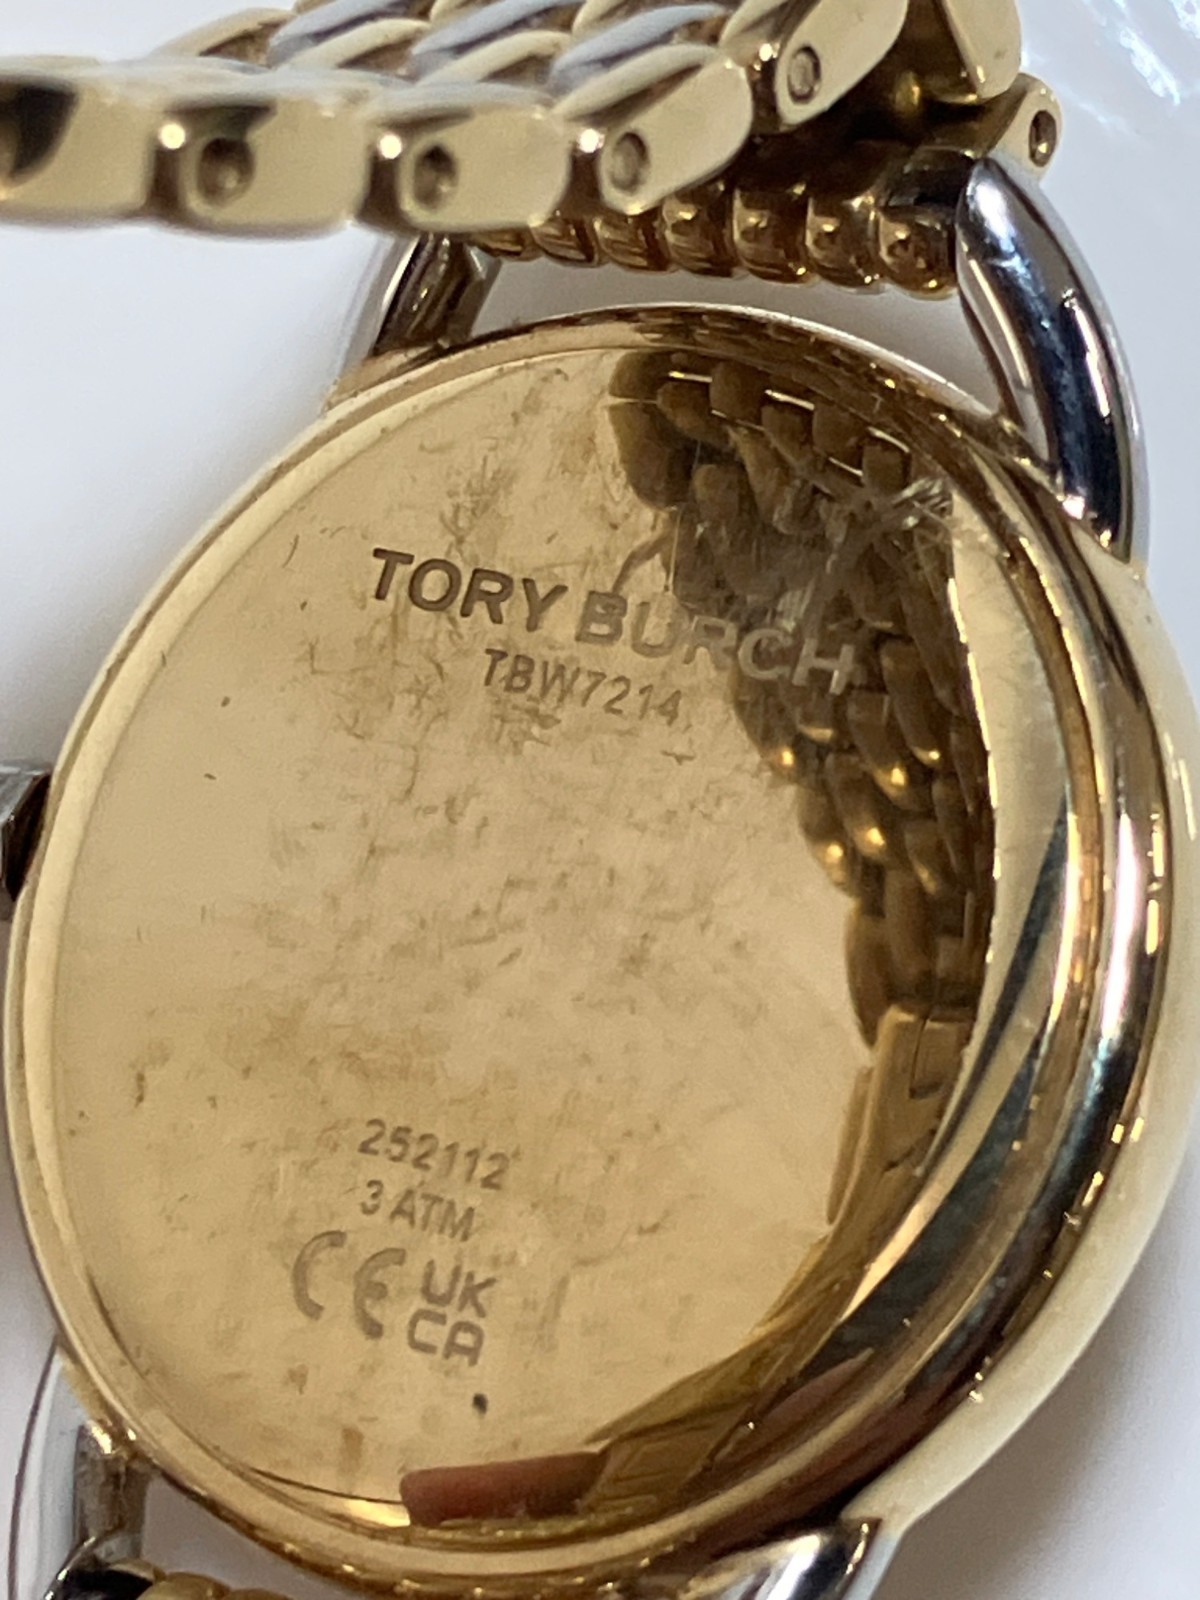 TORY BURCH
TBW7214
252112
3 ATM
CE UK
CA